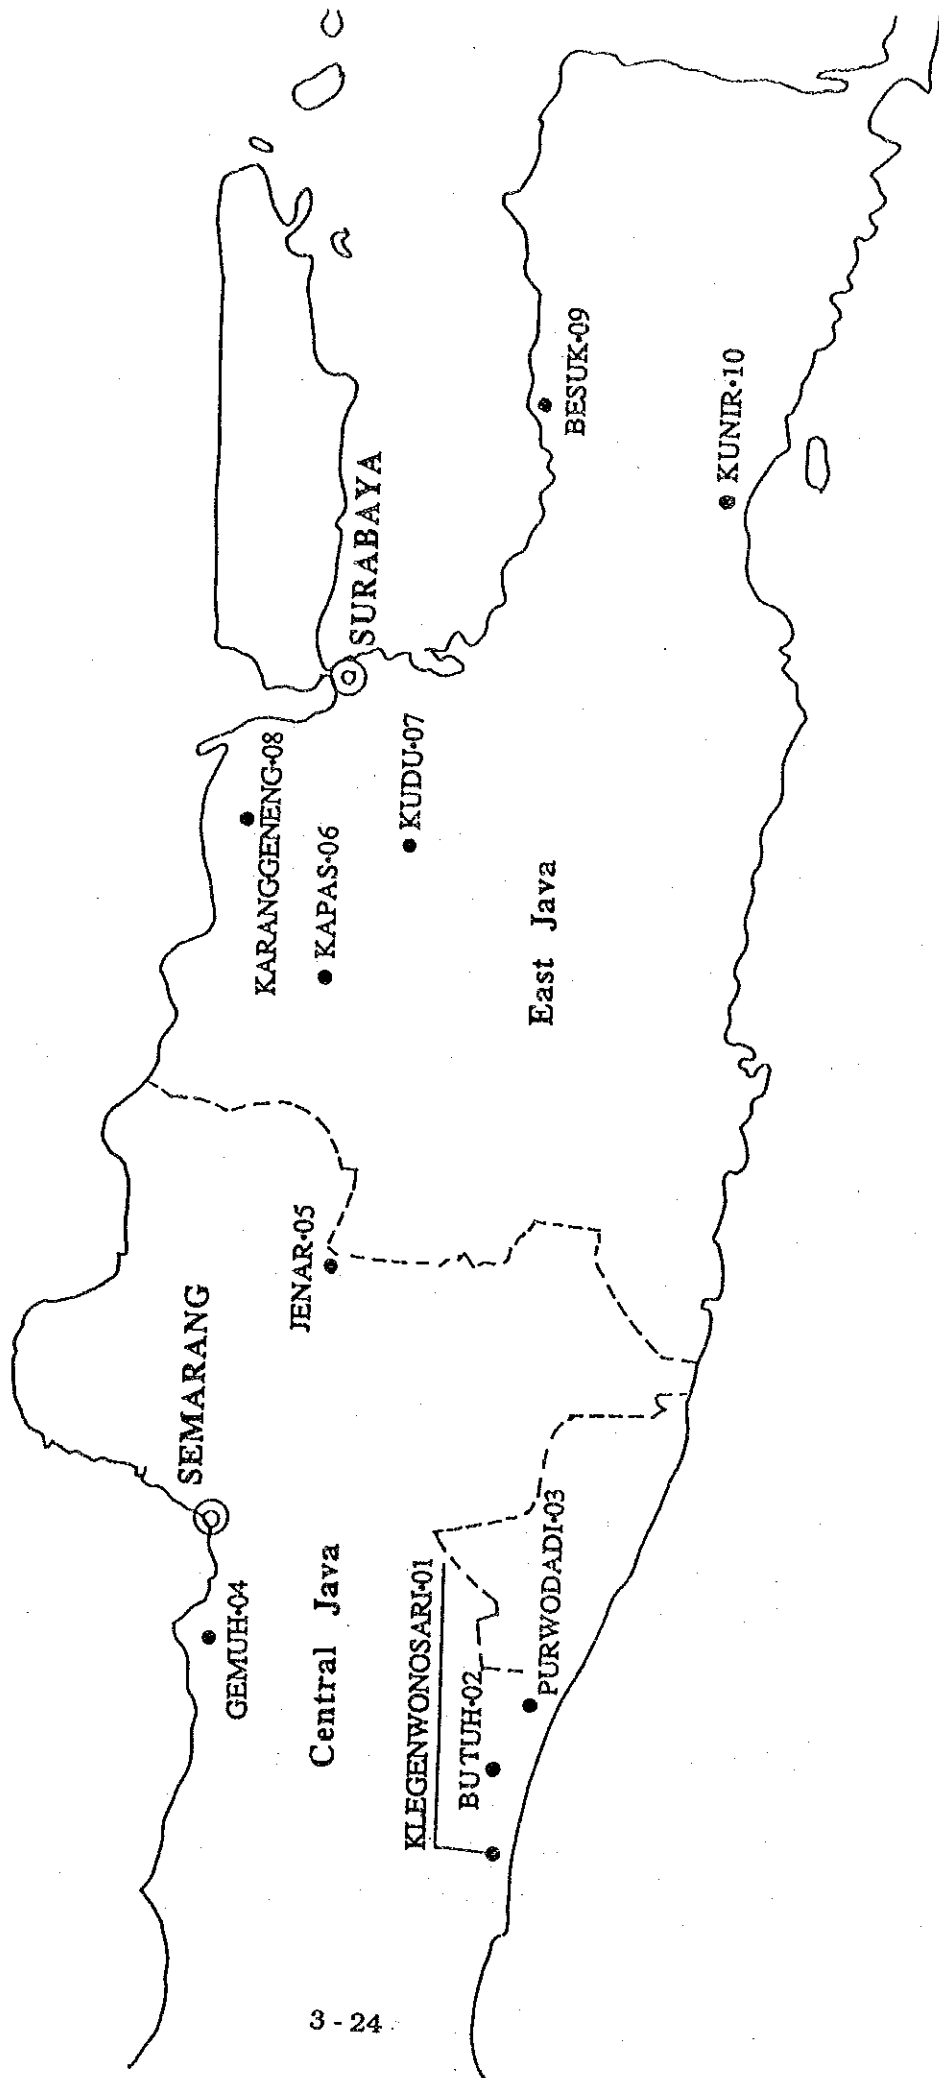 SEMARANG
GEMUH•04
Central Java
JENAR•05
KLEGENWONOSARI•01
BUTUH•02
PURWODADI•03
KARANGGENENG•08
KAPAS•06
KUDU•07
SURABAYA
East Java
BESUK•09
KUNIR•10
3 - 24